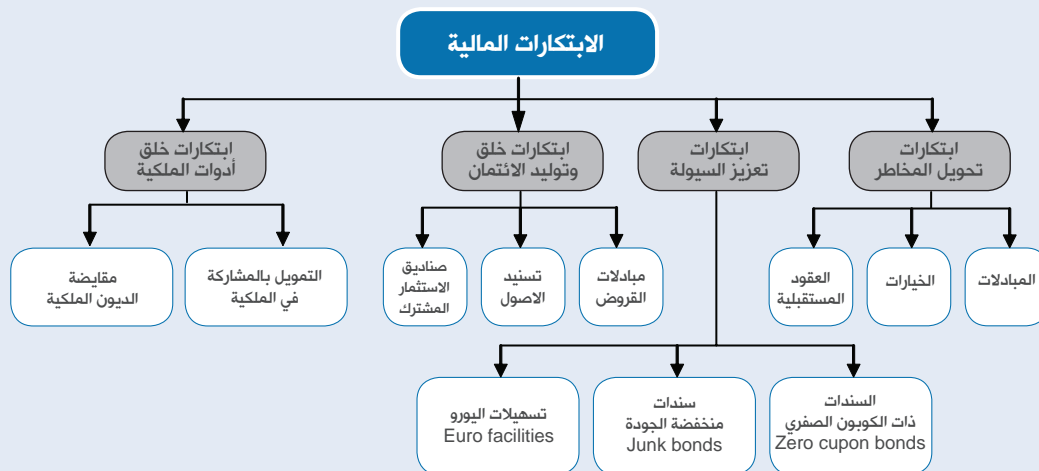 الابتكارات المالية
ابتكارات
تحويل المخاطر
ابتكارات
تعزيز السيولة
ابتكارات خلق
وتوليد الائتمان
ابتكارات خلق
أدوات الملكية
المبادلات
الخيارات
العقود
المستقبلية
مبادلات
القروض
تسنيد
الاصول
صناديق
الاستثمار
المشترك
التمويل بالمشاركة
في الملكية
مقايضة
الديون الملكية
السندات
ذات الكوبون الصفري
Zero cupon bonds
سندات
منخفضة الجودة
Junk bonds
تسهيلات اليورو
Euro facilities